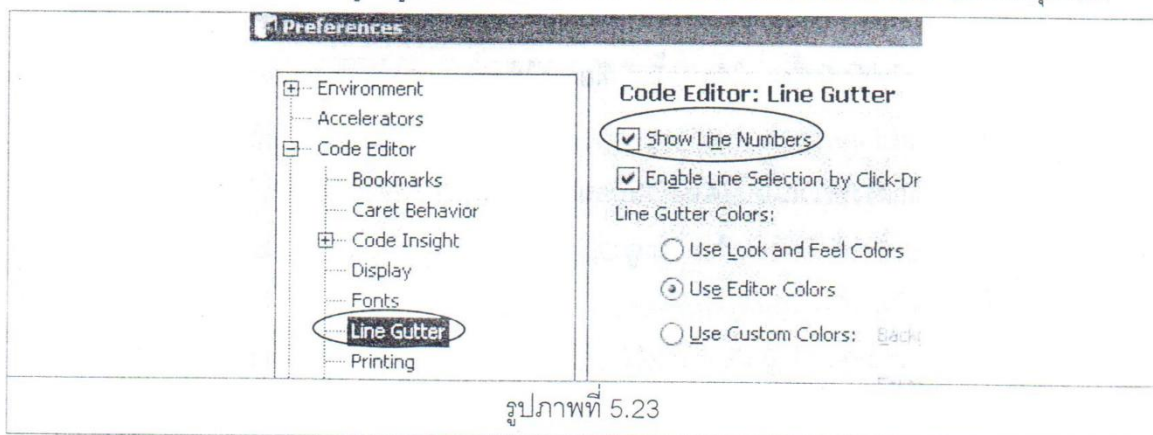 Preferences
Environment
Accelerators
Code Editor
Bookmarks
Caret Behavior
Code Insight
Display
Fonts
Line Gutter
Printing
Code Editor: Line Gutter
Show Line Numbers
Enable Line Selection by Click-Dr
Line Gutter Colors:
Use Look and Feel Colors
Use Editor Colors
Use Custom Colors:
รูปภาพที่ 5.23